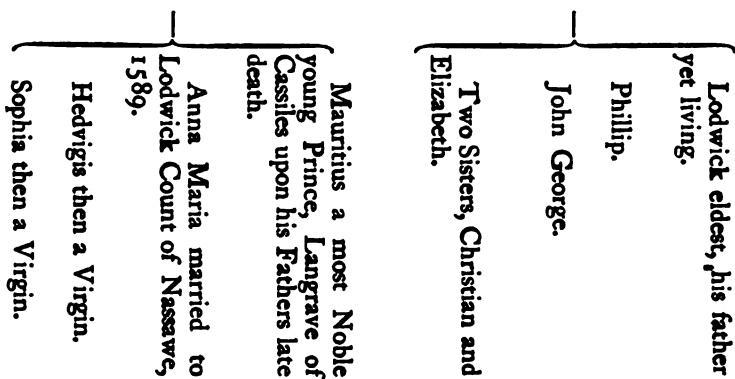 Lodwick eldest, his father
yet living.
Phillip.
John George.
Two Sisters, Christian and
Elizabeth.
Mauritius a most Noble
young Prince, Langrave of
Cassiles upon his Fathers late
death.
Anna Maria married to
Lodwick Count of Nassawe,
1589.
Hedvigis then a Virgin.
Sophia then a Virgin.